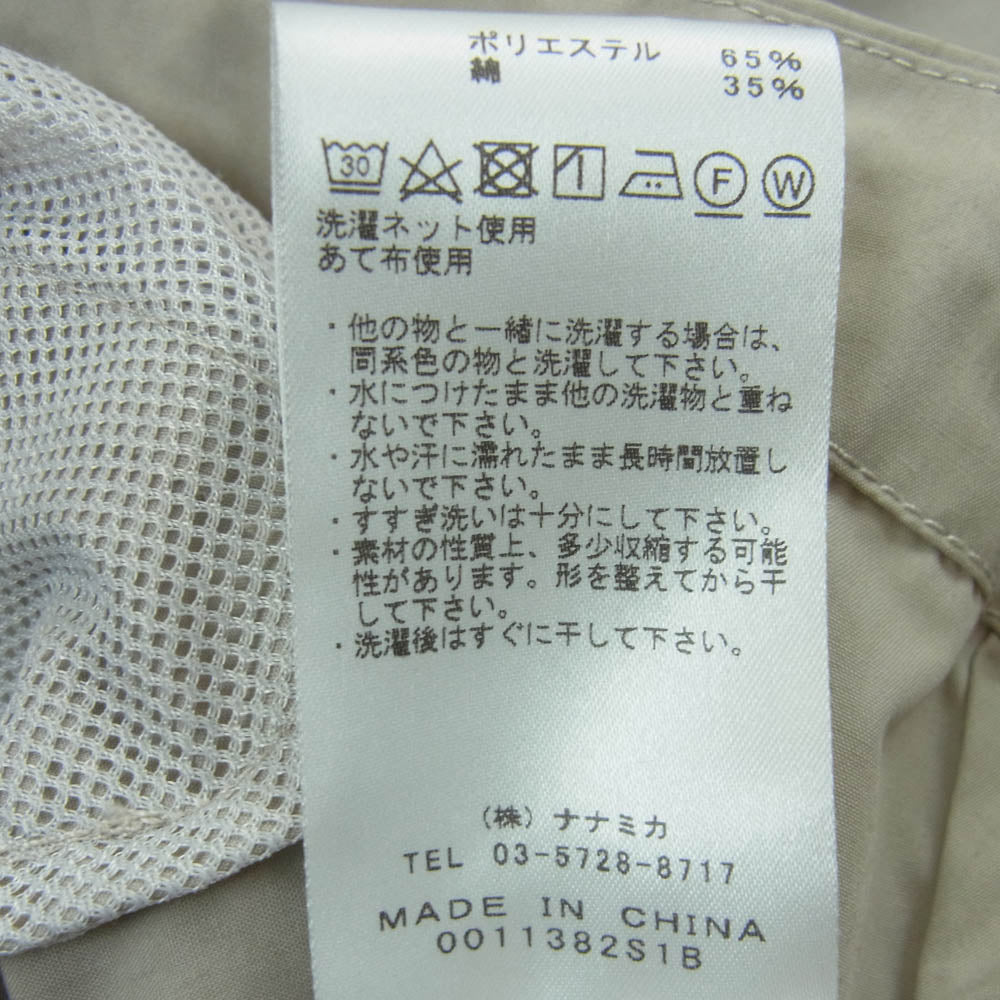 ポリエステル 65%
綿 35%
30 F W
洗濯ネット使用
あて布使用
・他の物と一緒に洗濯する場合は、
同系色の物と洗濯して下さい。
・水につけたまま他の洗濯物と重ね
ないで下さい。
・水や汗に濡れたまま長時間放置し
ないで下さい。
・すすぎ洗いは十分にして下さい。
・素材の性質上、多少収縮する可能
性があります。形を整えてから干
して下さい。
・洗濯後はすぐに干して下さい。
(株) ナナミカ
TEL 03-5728-8717
MADE IN CHINA
0011382S1B